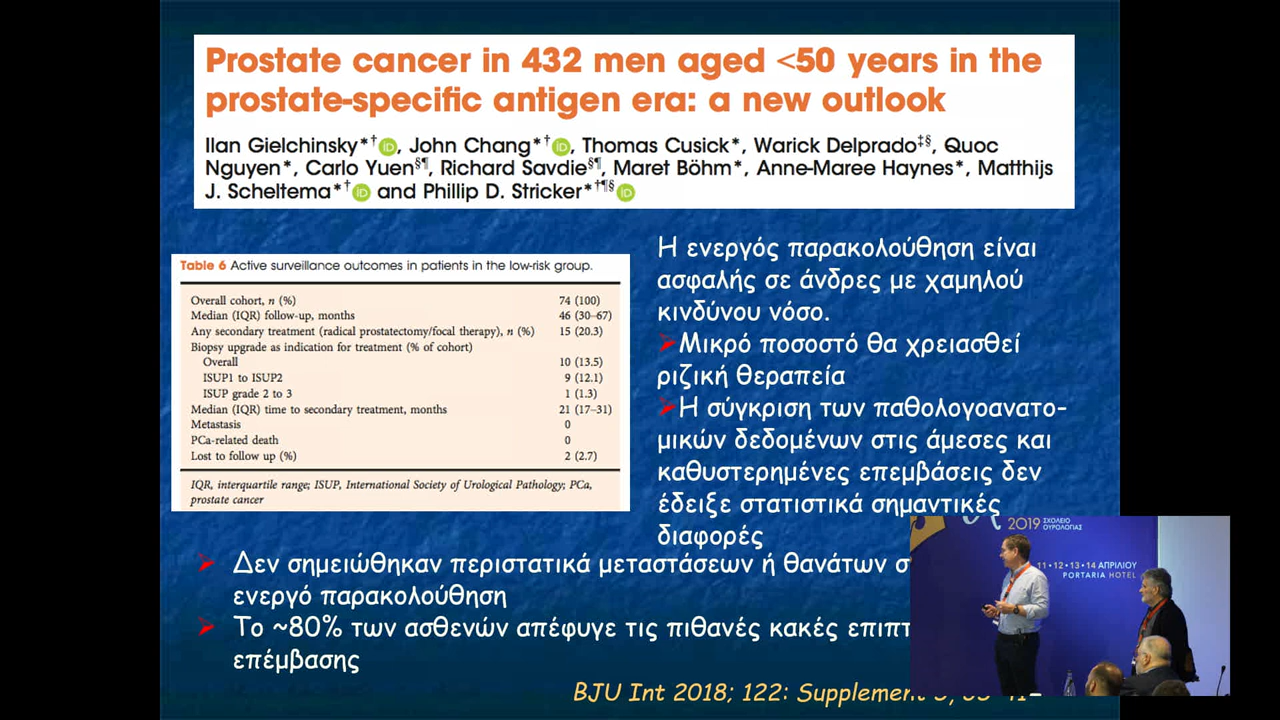 Prostate cancer in 432 men aged <50 years in the
prostate-specific antigen era: a new outlook
Ilan Gielchinsky*†, John Chang*†, Thomas Cusick*, Warick Delprado‡§, Quoc
Nguyen*, Carlo Yuen§¶, Richard Savdie§¶, Maret Böhm*, Anne-Maree Haynes*, Matthijs
J. Scheltema*† and Phillip D. Stricker*†¶§
Table 6 Active surveillance outcomes in patients in the low-risk group.
Overall cohort, n (%) 74 (100)
Median (IQR) follow-up, months 46 (30–67)
Any secondary treatment (radical prostatectomy/focal therapy), n (%) 15 (20.3)
Biopsy upgrade as indication for treatment (% of cohort)
Overall 10 (13.5)
ISUP1 to ISUP2 9 (12.1)
ISUP grade 2 to 3 1 (1.3)
Median (IQR) time to secondary treatment, months 21 (17–31)
Metastasis 0
PCa-related death 0
Lost to follow up (%) 2 (2.7)
IQR, interquartile range; ISUP, International Society of Urological Pathology; PCa,
prostate cancer
Η ενεργός παρακολούθηση είναι
ασφαλής σε άνδρες με χαμηλού
κινδύνου νόσο.
Μικρό ποσοστό θα χρειασθεί
ριζική θεραπεία
Η σύγκριση των παθολογοανατο-
μικών δεδομένων στις άμεσες και
καθυστερημένες επεμβάσεις δεν
έδειξε στατιστικά σημαντικές
διαφορές
Δεν σημειώθηκαν περιστατικά μεταστάσεων ή θανάτων
ενεργό παρακολούθηση
Το ~80% των ασθενών απέφυγε τις πιθανές κακές
επέμβασης
BJU Int 2018; 122: Supplement
2019 ΣΧΟΛΕΙΟ
ΟΥΡΟΛΟΓΙΑΣ
11•12•13•14 ΑΠΡΙΛΙΟΥ
PORTARIA HOTEL